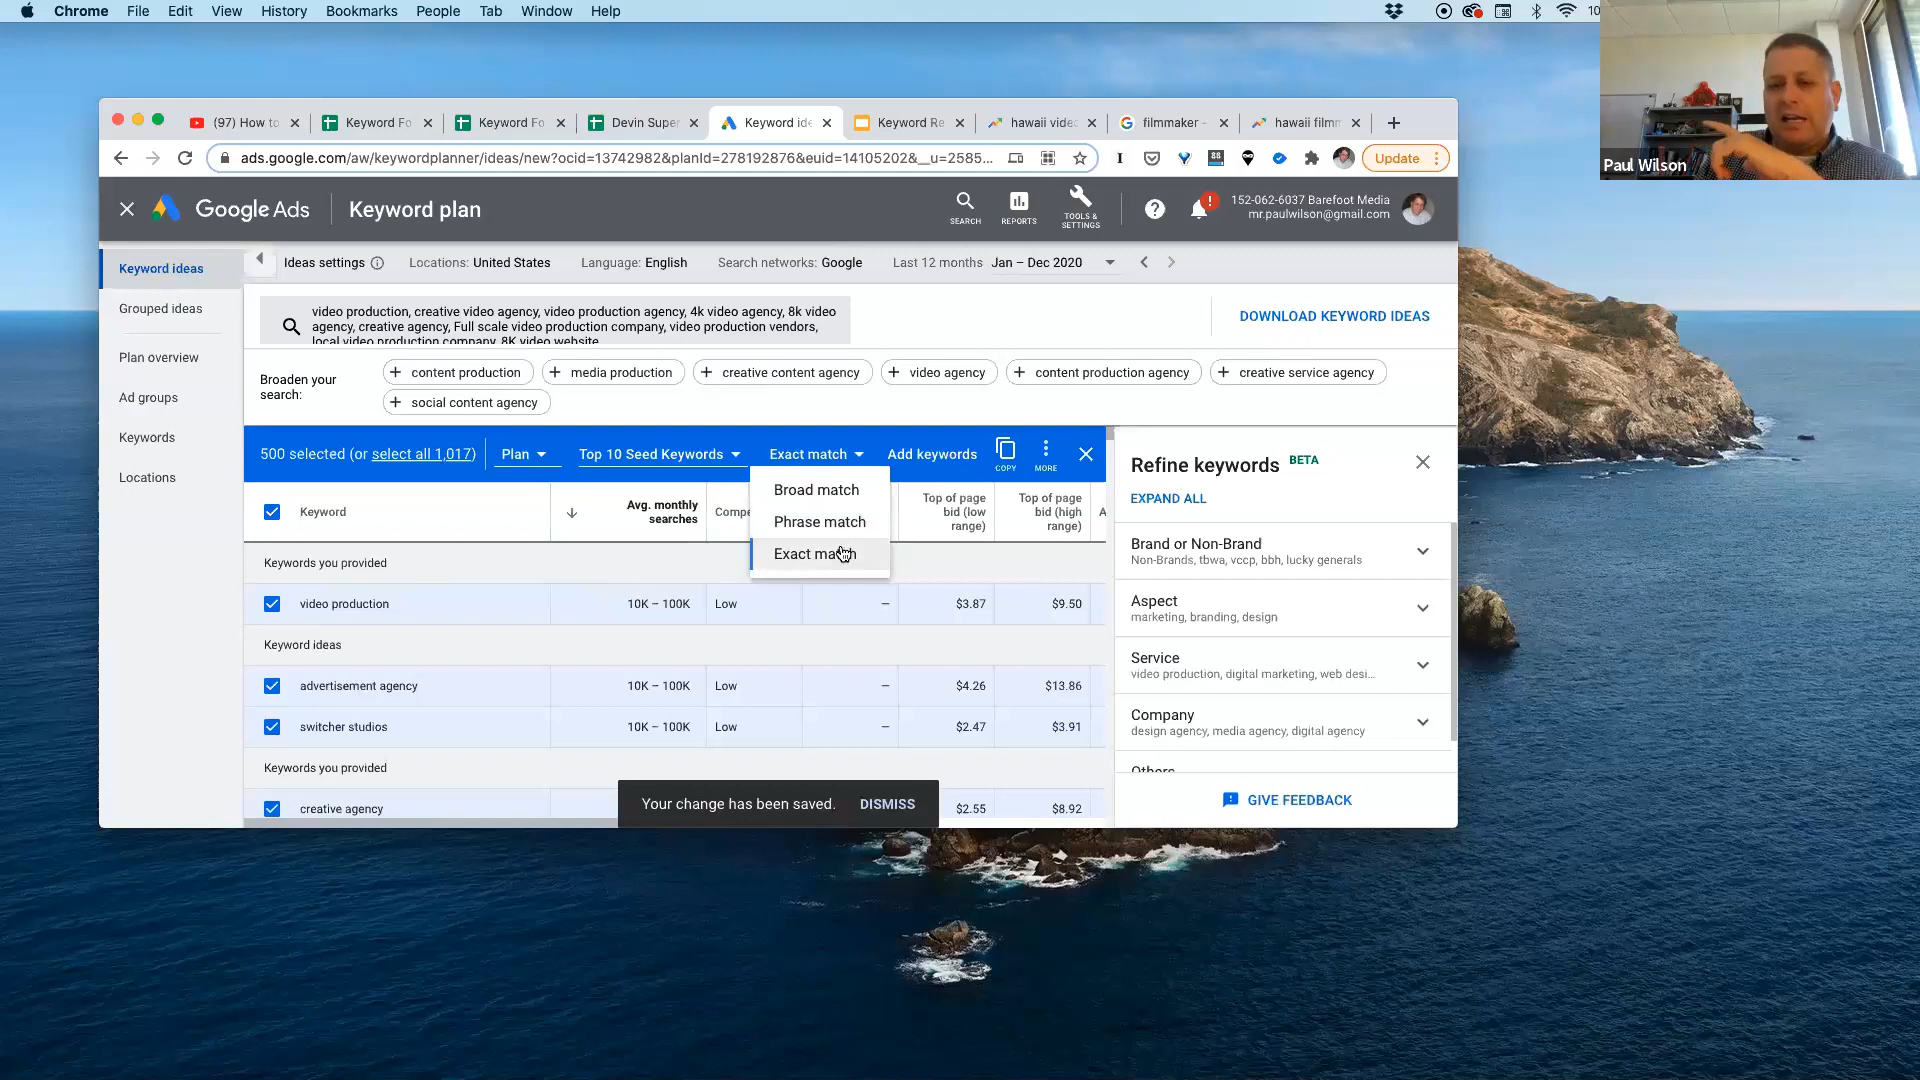 Chrome File Edit View History Bookmarks People Tab Window Help
Paul Wilson
(97) How to
Keyword Fo
Keyword Fo
Devin Super
Keyword ide
Keyword Re
hawaii vide
filmmaker -
hawaii film
ads.google.com/aw/keywordplanner/ideas/new?ocid=13742982&planId=278192876&euid=14105202&__u=2585...
Update
Google Ads
Keyword plan
SEARCH
REPORTS
TOOLS &
SETTINGS
152-062-6037 Barefoot Media
mr.paulwilson@gmail.com
Keyword ideas
Grouped ideas
Plan overview
Ad groups
Keywords
Locations
Ideas settings
Locations: United States
Language: English
Search networks: Google
Last 12 months Jan – Dec 2020
video production, creative video agency, video production agency, 4k video agency, 8k video
agency, creative agency, Full scale video production company, video production vendors,
local video production company, 8K video website
DOWNLOAD KEYWORD IDEAS
Broaden your
search:
content production
media production
creative content agency
video agency
content production agency
creative service agency
social content agency
500 selected (or select all 1,017)
Plan
Top 10 Seed Keywords
Exact match
Add keywords
COPY
MORE
Broad match
Phrase match
Exact match
Keyword
Avg. monthly
searches
Compe
Top of page
bid (low
range)
Top of page
bid (high
range)
A
Keywords you provided
video production 10K – 100K Low – $3.87 $9.50
Keyword ideas
advertisement agency 10K – 100K Low – $4.26 $13.86
switcher studios 10K – 100K Low – $2.47 $3.91
Keywords you provided
creative agency $2.55 $8.92
Your change has been saved. DISMISS
Refine keywords BETA
EXPAND ALL
Brand or Non-Brand
Non-Brands, tbwa, vccp, bbh, lucky generals
Aspect
marketing, branding, design
Service
video production, digital marketing, web desi...
Company
design agency, media agency, digital agency
Others
GIVE FEEDBACK